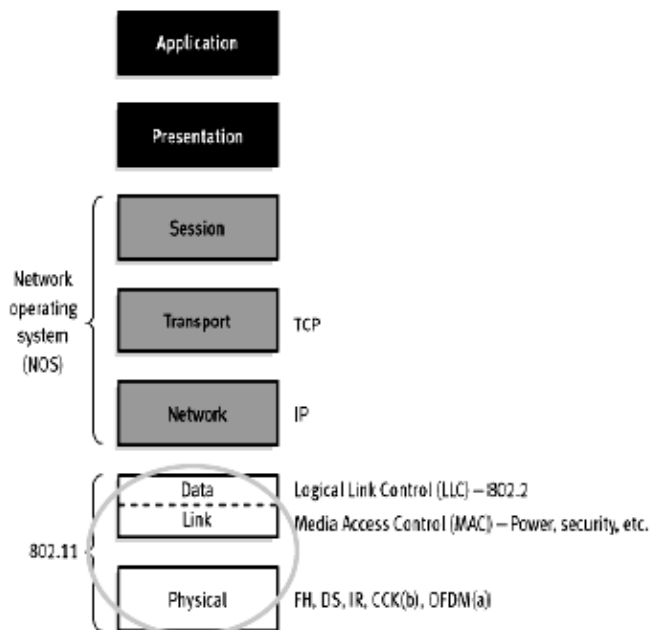 Application
Presentation
Session
Network
operating
system
(NOS)
Transport
TCP
Network
IP
Data
Logical Link Control (LLC) – 802.2
Link
Media Access Control (MAC) – Power, security, etc.
802.11
Physical
FH, DS, IR, CCK(b), OFDM(a)